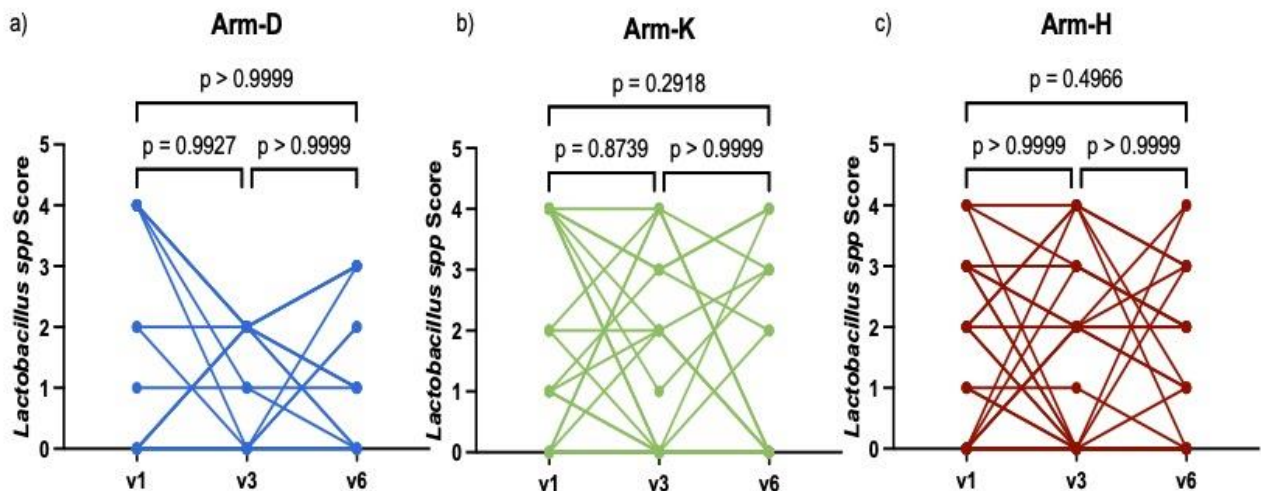 a)
Arm-D
p > 0.9999
p = 0.9927
p > 0.9999
Lactobacillus spp Score
5
4
3
2
1
0
v1
v3
v6
b)
Arm-K
p = 0.2918
p = 0.8739
p > 0.9999
Lactobacillus spp Score
5
4
3
2
1
0
v1
v3
v6
c)
Arm-H
p = 0.4966
p > 0.9999
p > 0.9999
Lactobacillus spp Score
5
4
3
2
1
0
v1
v3
v6